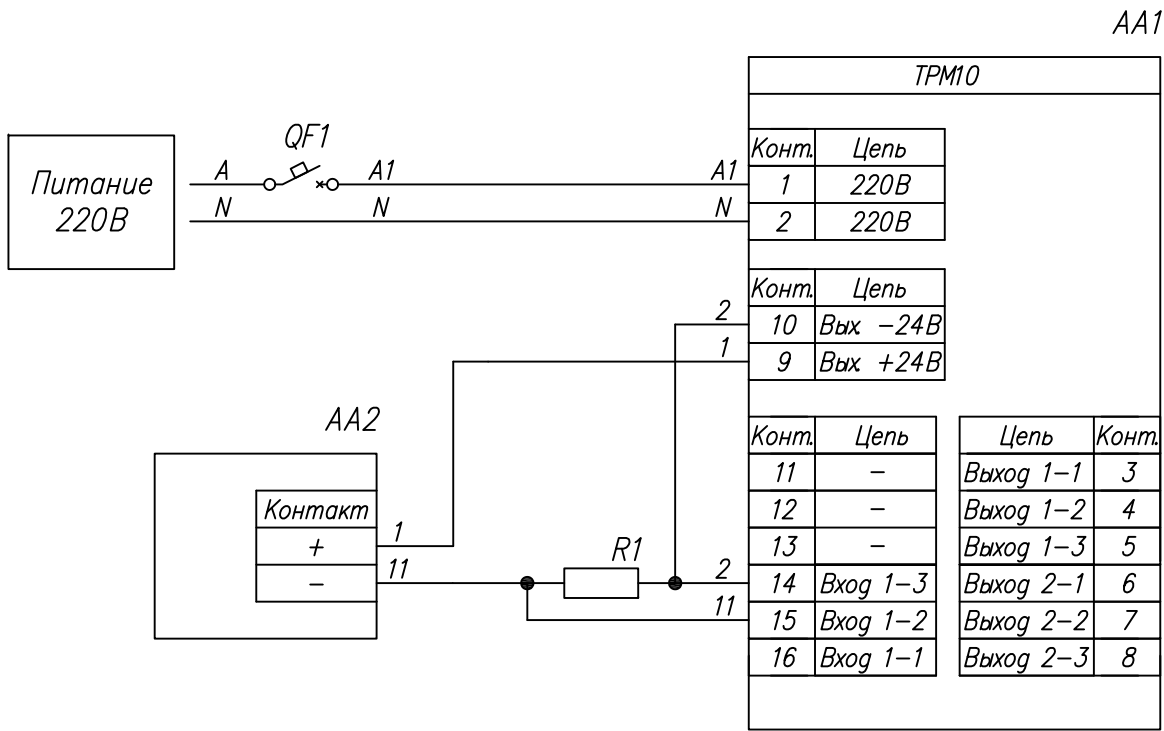 AA1
ТРМ10
Питание
220В
QF1
A
A1
A1
N
N
N
Конт. Цепь
1 220В
2 220В
Конт. Цепь
2 10 Вых. -24В
1 9 Вых. +24В
AA2
Контакт
+ 1
- 11
R1
2
11
Конт. Цепь
11 -
12 -
13 -
14 Вход 1-3
15 Вход 1-2
16 Вход 1-1
Цепь Конт.
Выход 1-1 3
Выход 1-2 4
Выход 1-3 5
Выход 2-1 6
Выход 2-2 7
Выход 2-3 8